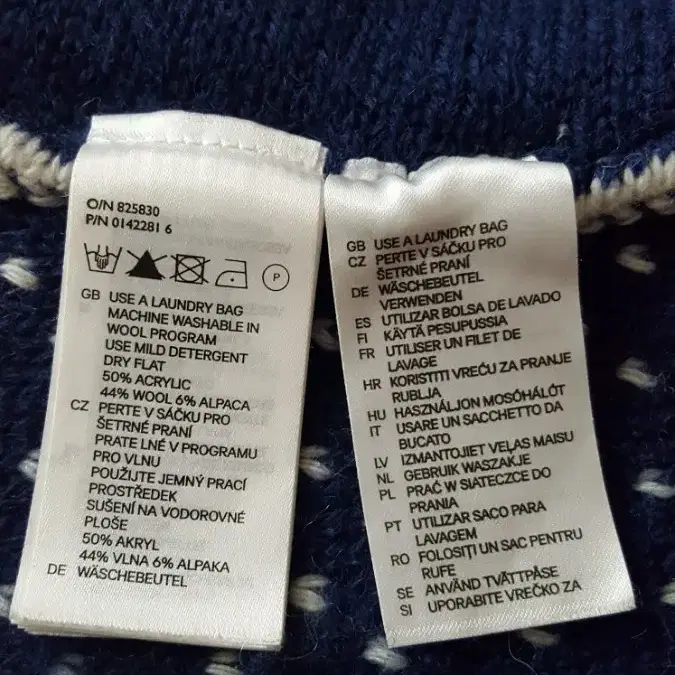 O/N 825830
P/N 0142281 6
P
GB USE A LAUNDRY BAG
MACHINE WASHABLE IN
WOOL PROGRAM
USE MILD DETERGENT
DRY FLAT
50% ACRYLIC
44% WOOL 6% ALPACA
CZ PERTE V SÁČKU PRO
ŠETRNÉ PRANÍ
PRATE LNÉ V PROGRAMU
PRO VLNU
POUŽIJTE JEMNÝ PRACÍ
PROSTŘEDEK
SUŠENÍ NA VODOROVNÉ
PLOŠE
50% AKRYL
44% VLNA 6% ALPAKA
DE WÄSCHEBEUTEL
GB USE A LAUNDRY BAG
CZ PERTE V SÁČKU PRO
ŠETRNÉ PRANÍ
DE WÄSCHEBEUTEL
VERWENDEN
ES UTILIZAR BOLSA DE LAVADO
FI KÄYTÄ PESUPUSSIA
FR UTILISER UN FILET DE
LAVAGE
HR KORISTITI VREĆU ZA PRANJE
RUBLJA
HU HASZNÁLJON MOSÓHÁLÓT
IT USARE UN SACCHETTO DA
BUCATO
LV IZMANTOJIET VEĻAS MAISU
NL GEBRUIK WASZAKJE
PL PRAĆ W SIATECZCE DO
PRANIA
PT UTILIZAR SACO PARA
LAVAGEM
RO FOLOSIȚI UN SAC PENTRU
RUFE
SE ANVÄND TVÄTTPÅSE
SI UPORABITE VREČKO ZA